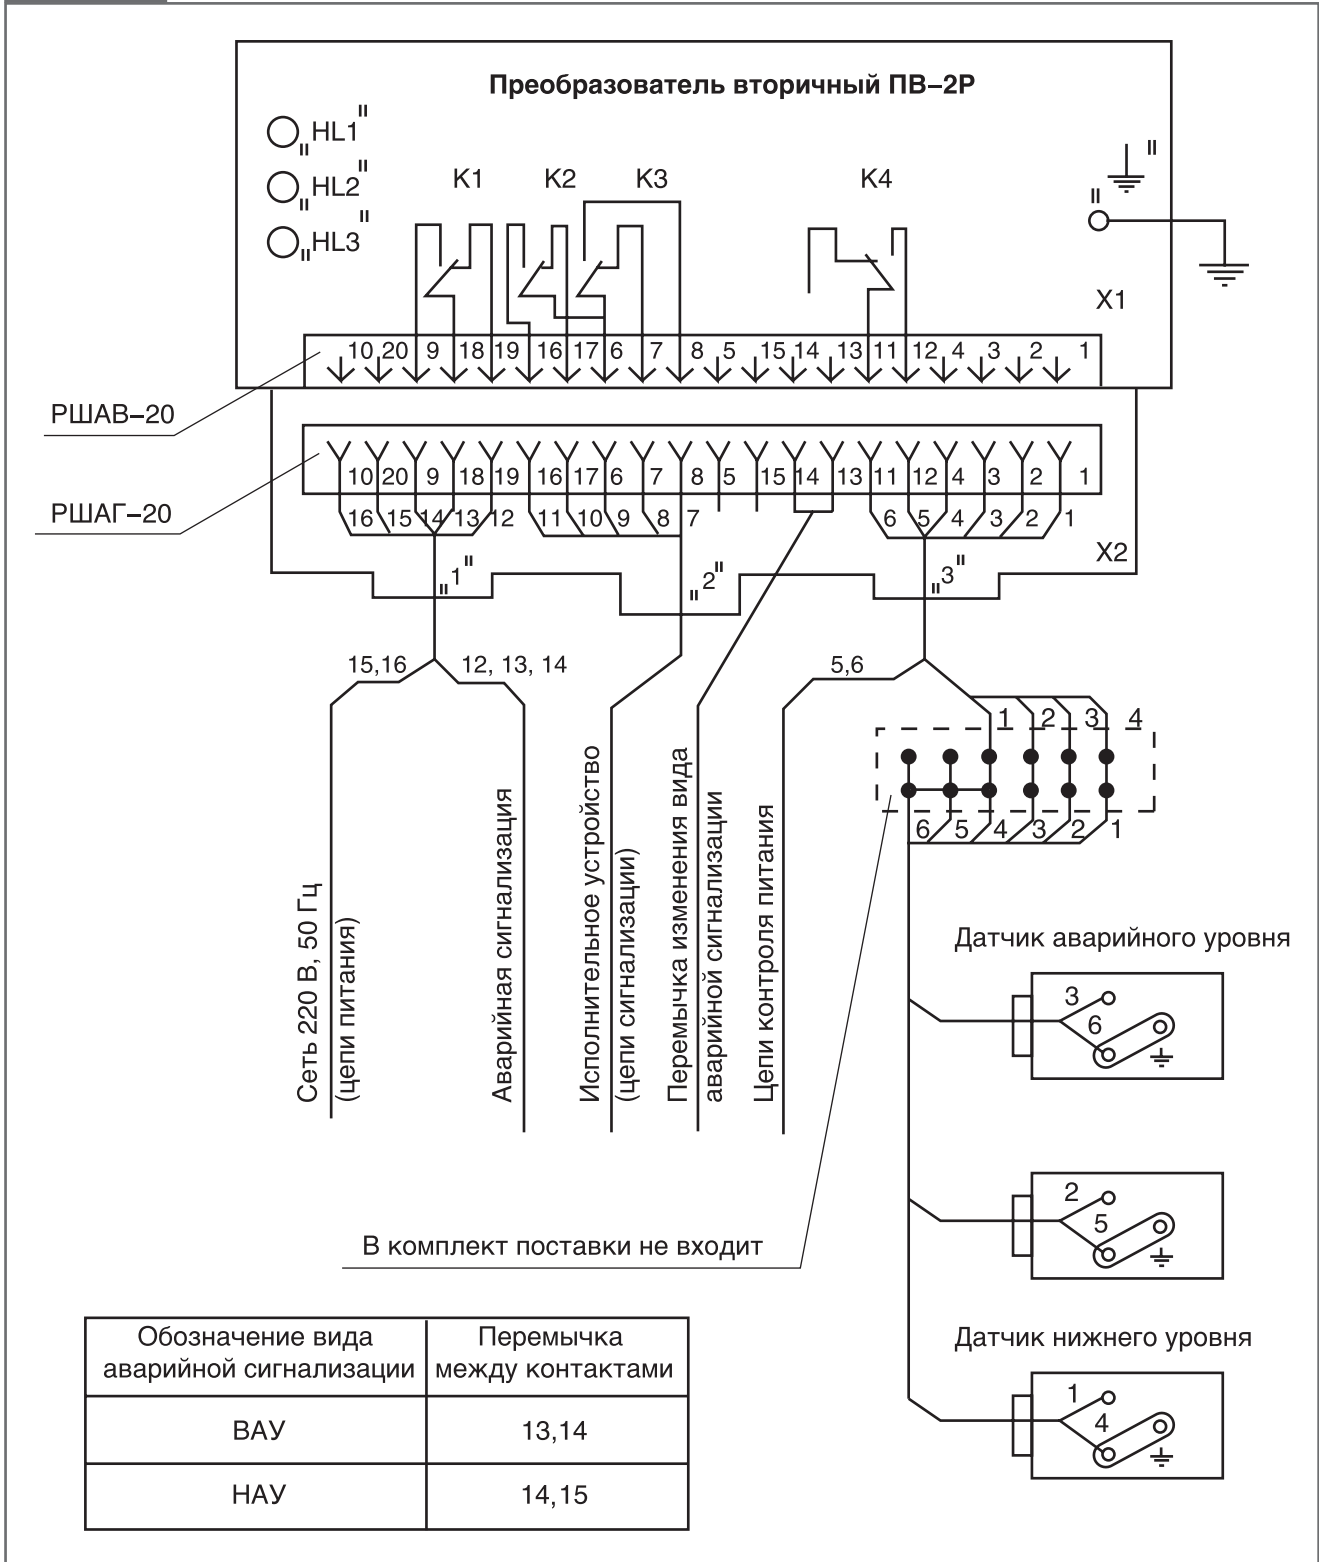 Преобразователь вторичный ПВ–2Р
"HL1"
"HL2"
"HL3"
K1 K2 K3 K4
" "
X1
10 20 9 18 19 16 17 6 7 8 5 15 14 13 11 12 4 3 2 1
РШАВ–20
10 20 9 18 19 16 17 6 7 8 5 15 14 13 11 12 4 3 2 1
РШАГ–20
16 15 14 13 12 11 10 9 8 7 6 5 4 3 2 1
X2
"1" "2" "3"
15,16 12, 13, 14 5,6
1 2 3 4
6 5 4 3 2 1
Сеть 220 В, 50 Гц
(цепи питания)
Аварийная сигнализация
Исполнительное устройство
(цепи сигнализации)
Перемычка изменения вида
аварийной сигнализации
Цепи контроля питания
Датчик аварийного уровня
3
6
2
5
В комплект поставки не входит
Датчик нижнего уровня
1
4
Обозначение вида
аварийной сигнализации
Перемычка
между контактами
ВАУ 13,14
НАУ 14,15